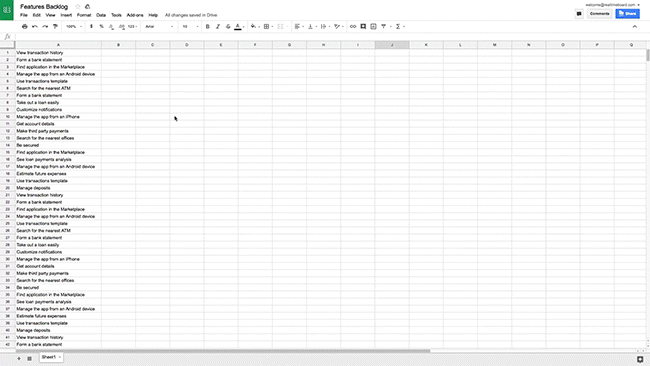 Features Backlog
welcome@realtimeboard.com
File Edit View Insert Format Data Tools Add-ons Help All changes saved in Drive
Comments Share
100% $ % .0 .00 123 Arial 10 B I S A
fx
A B C D E F G H I J K L M N O P Q
1 View transaction history
2 Form a bank statement
3 Find application in the Marketplace
4 Manage the app from an Android device
5 Use transactions template
6 Search for the nearest ATM
7 Form a bank statement
8 Take out a loan easily
9 Customize notifications
10 Manage the app from an iPhone
11 Get account details
12 Make third party payments
13 Search for the nearest offices
14 Be secured
15 Find application in the Marketplace
16 See loan payments analysis
17 Manage the app from an Android device
18 Estimate future expenses
19 Use transactions template
20 Manage deposits
21 View transaction history
22 Form a bank statement
23 Find application in the Marketplace
24 Manage the app from an Android device
25 Use transactions template
26 Search for the nearest ATM
27 Form a bank statement
28 Take out a loan easily
29 Customize notifications
30 Manage the app from an iPhone
31 Get account details
32 Make third party payments
33 Search for the nearest offices
34 Be secured
35 Find application in the Marketplace
36 See loan payments analysis
37 Manage the app from an Android device
38 Estimate future expenses
39 Use transactions template
40 Manage deposits
41 View transaction history
42 Form a bank statement
Sheet1